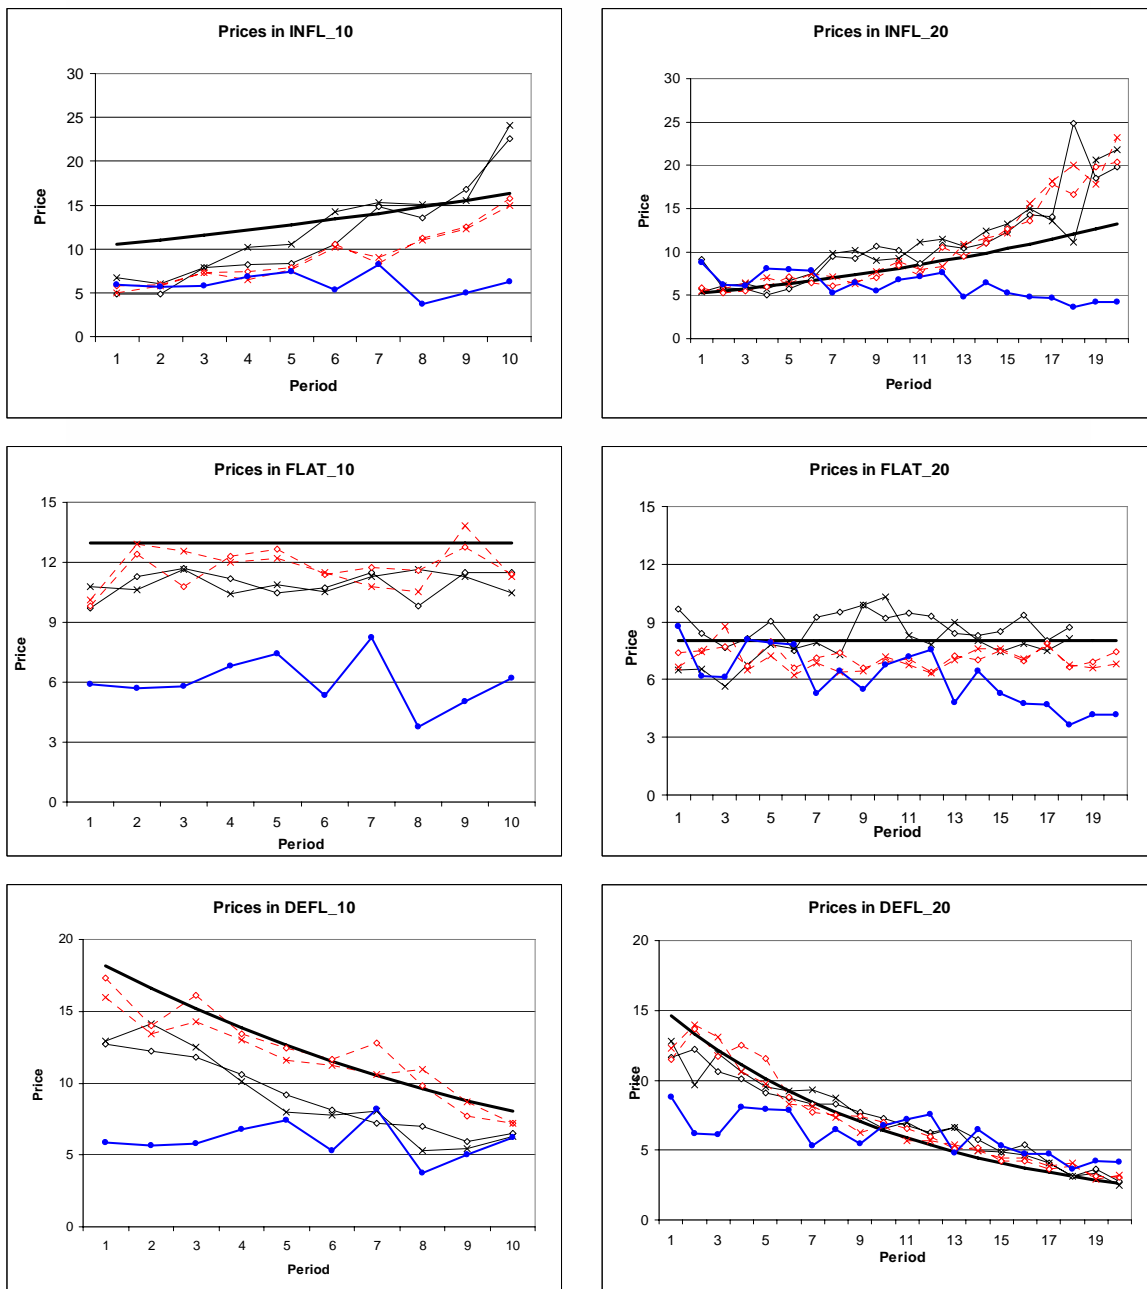 Prices in INFL_10
30
25
20
15
10
5
0
Price
1 2 3 4 5 6 7 8 9 10
Period
Prices in INFL_20
30
25
20
15
10
5
0
Price
1 3 5 7 9 11 13 15 17 19
Period
Prices in FLAT_10
15
12
9
6
3
0
Price
1 2 3 4 5 6 7 8 9 10
Period
Prices in FLAT_20
15
12
9
6
3
0
Price
1 3 5 7 9 11 13 15 17 19
Period
Prices in DEFL_10
20
15
10
5
0
Price
1 2 3 4 5 6 7 8 9 10
Period
Prices in DEFL_20
20
15
10
5
0
Price
1 3 5 7 9 11 13 15 17 19
Period